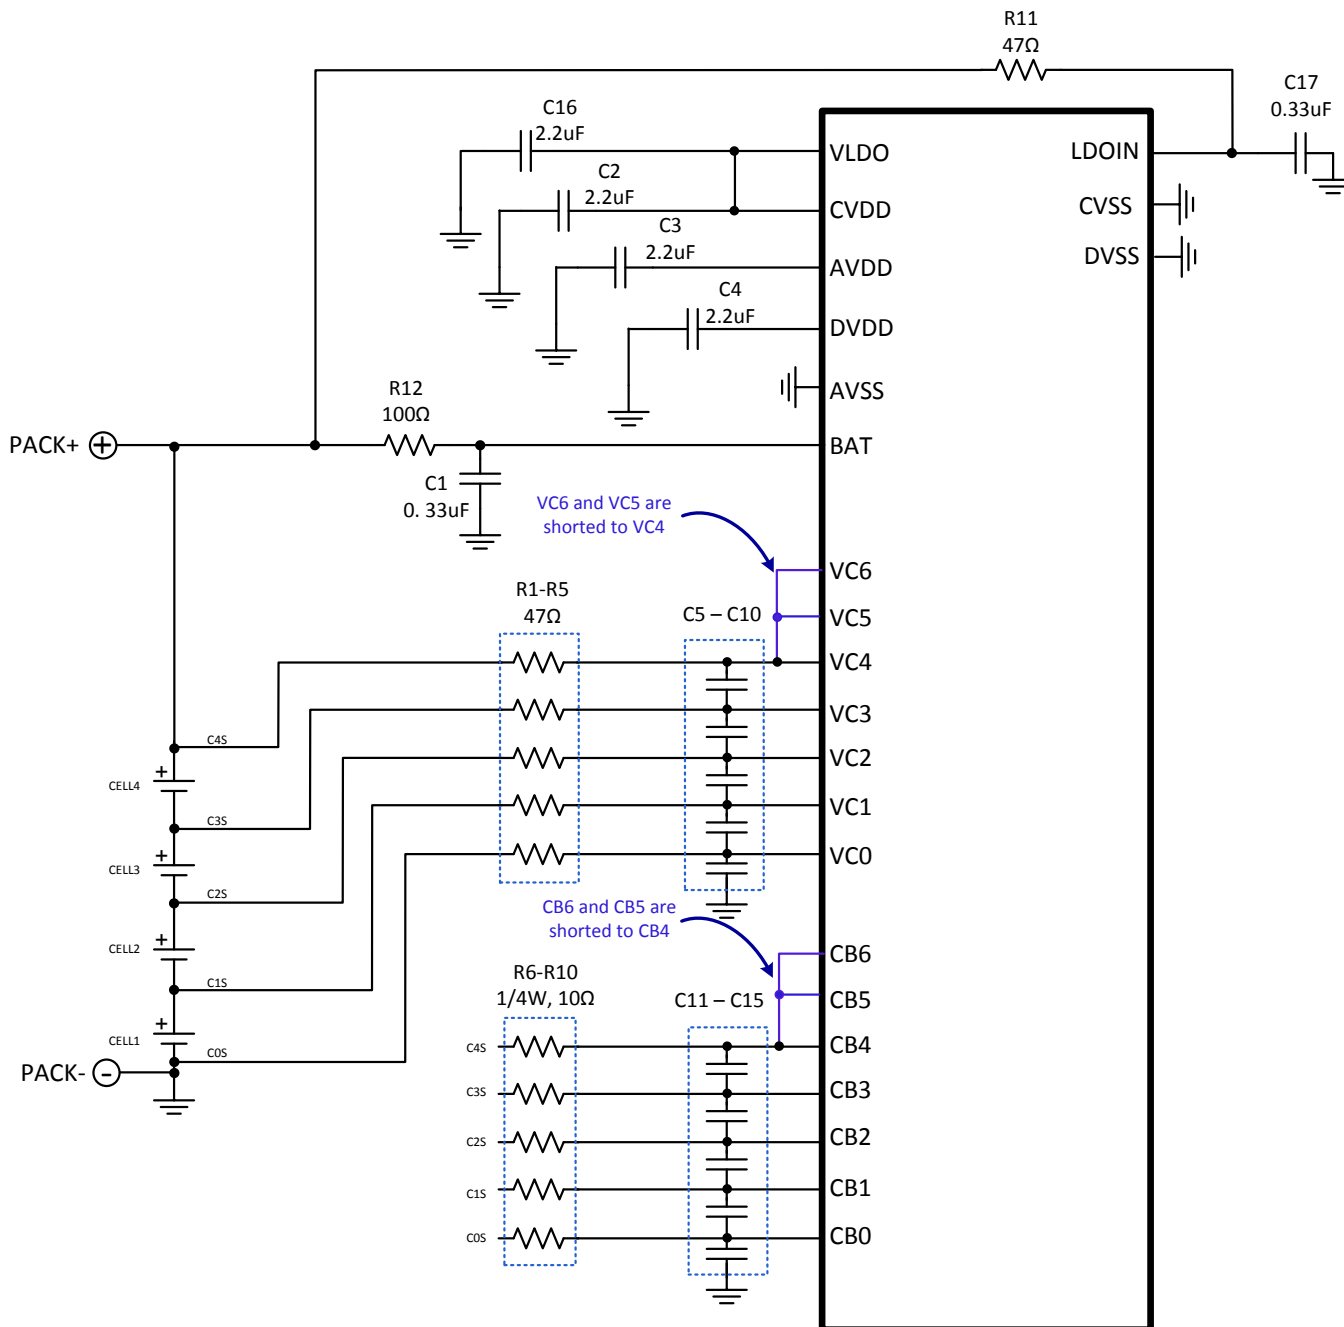 R11
47Ω
C17
0.33uF
C16
2.2uF
VLDO
LDOIN
C2
2.2uF
CVDD
CVSS
C3
2.2uF
AVDD
DVSS
C4
2.2uF
DVDD
AVSS
R12
100Ω
PACK+
+
BAT
C1
0. 33uF
VC6 and VC5 are
shorted to VC4
VC6
R1-R5
47Ω
C5 – C10
VC5
VC4
VC3
C4S
VC2
+
CELL4
VC1
C3S
VC0
+
CELL3
C2S
CB6 and CB5 are
shorted to CB4
+
CELL2
CB6
C1S
R6-R10
1/4W, 10Ω
C11 – C15
CB5
+
CELL1
C4S
CB4
C0S
PACK-
-
C3S
CB3
C2S
CB2
C1S
CB1
C0S
CB0